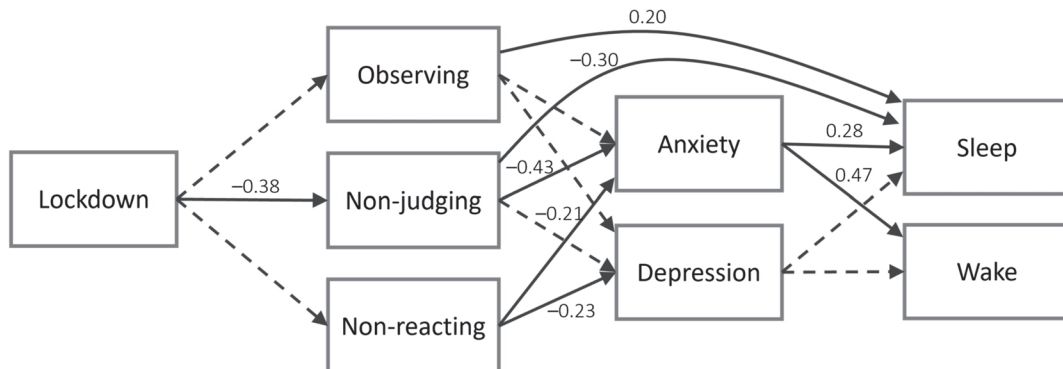 0.20
−0.30
Observing
Anxiety
0.28
Sleep
Lockdown
−0.38
Non-judging
−0.43
0.47
−0.21
Depression
Wake
Non-reacting
−0.23